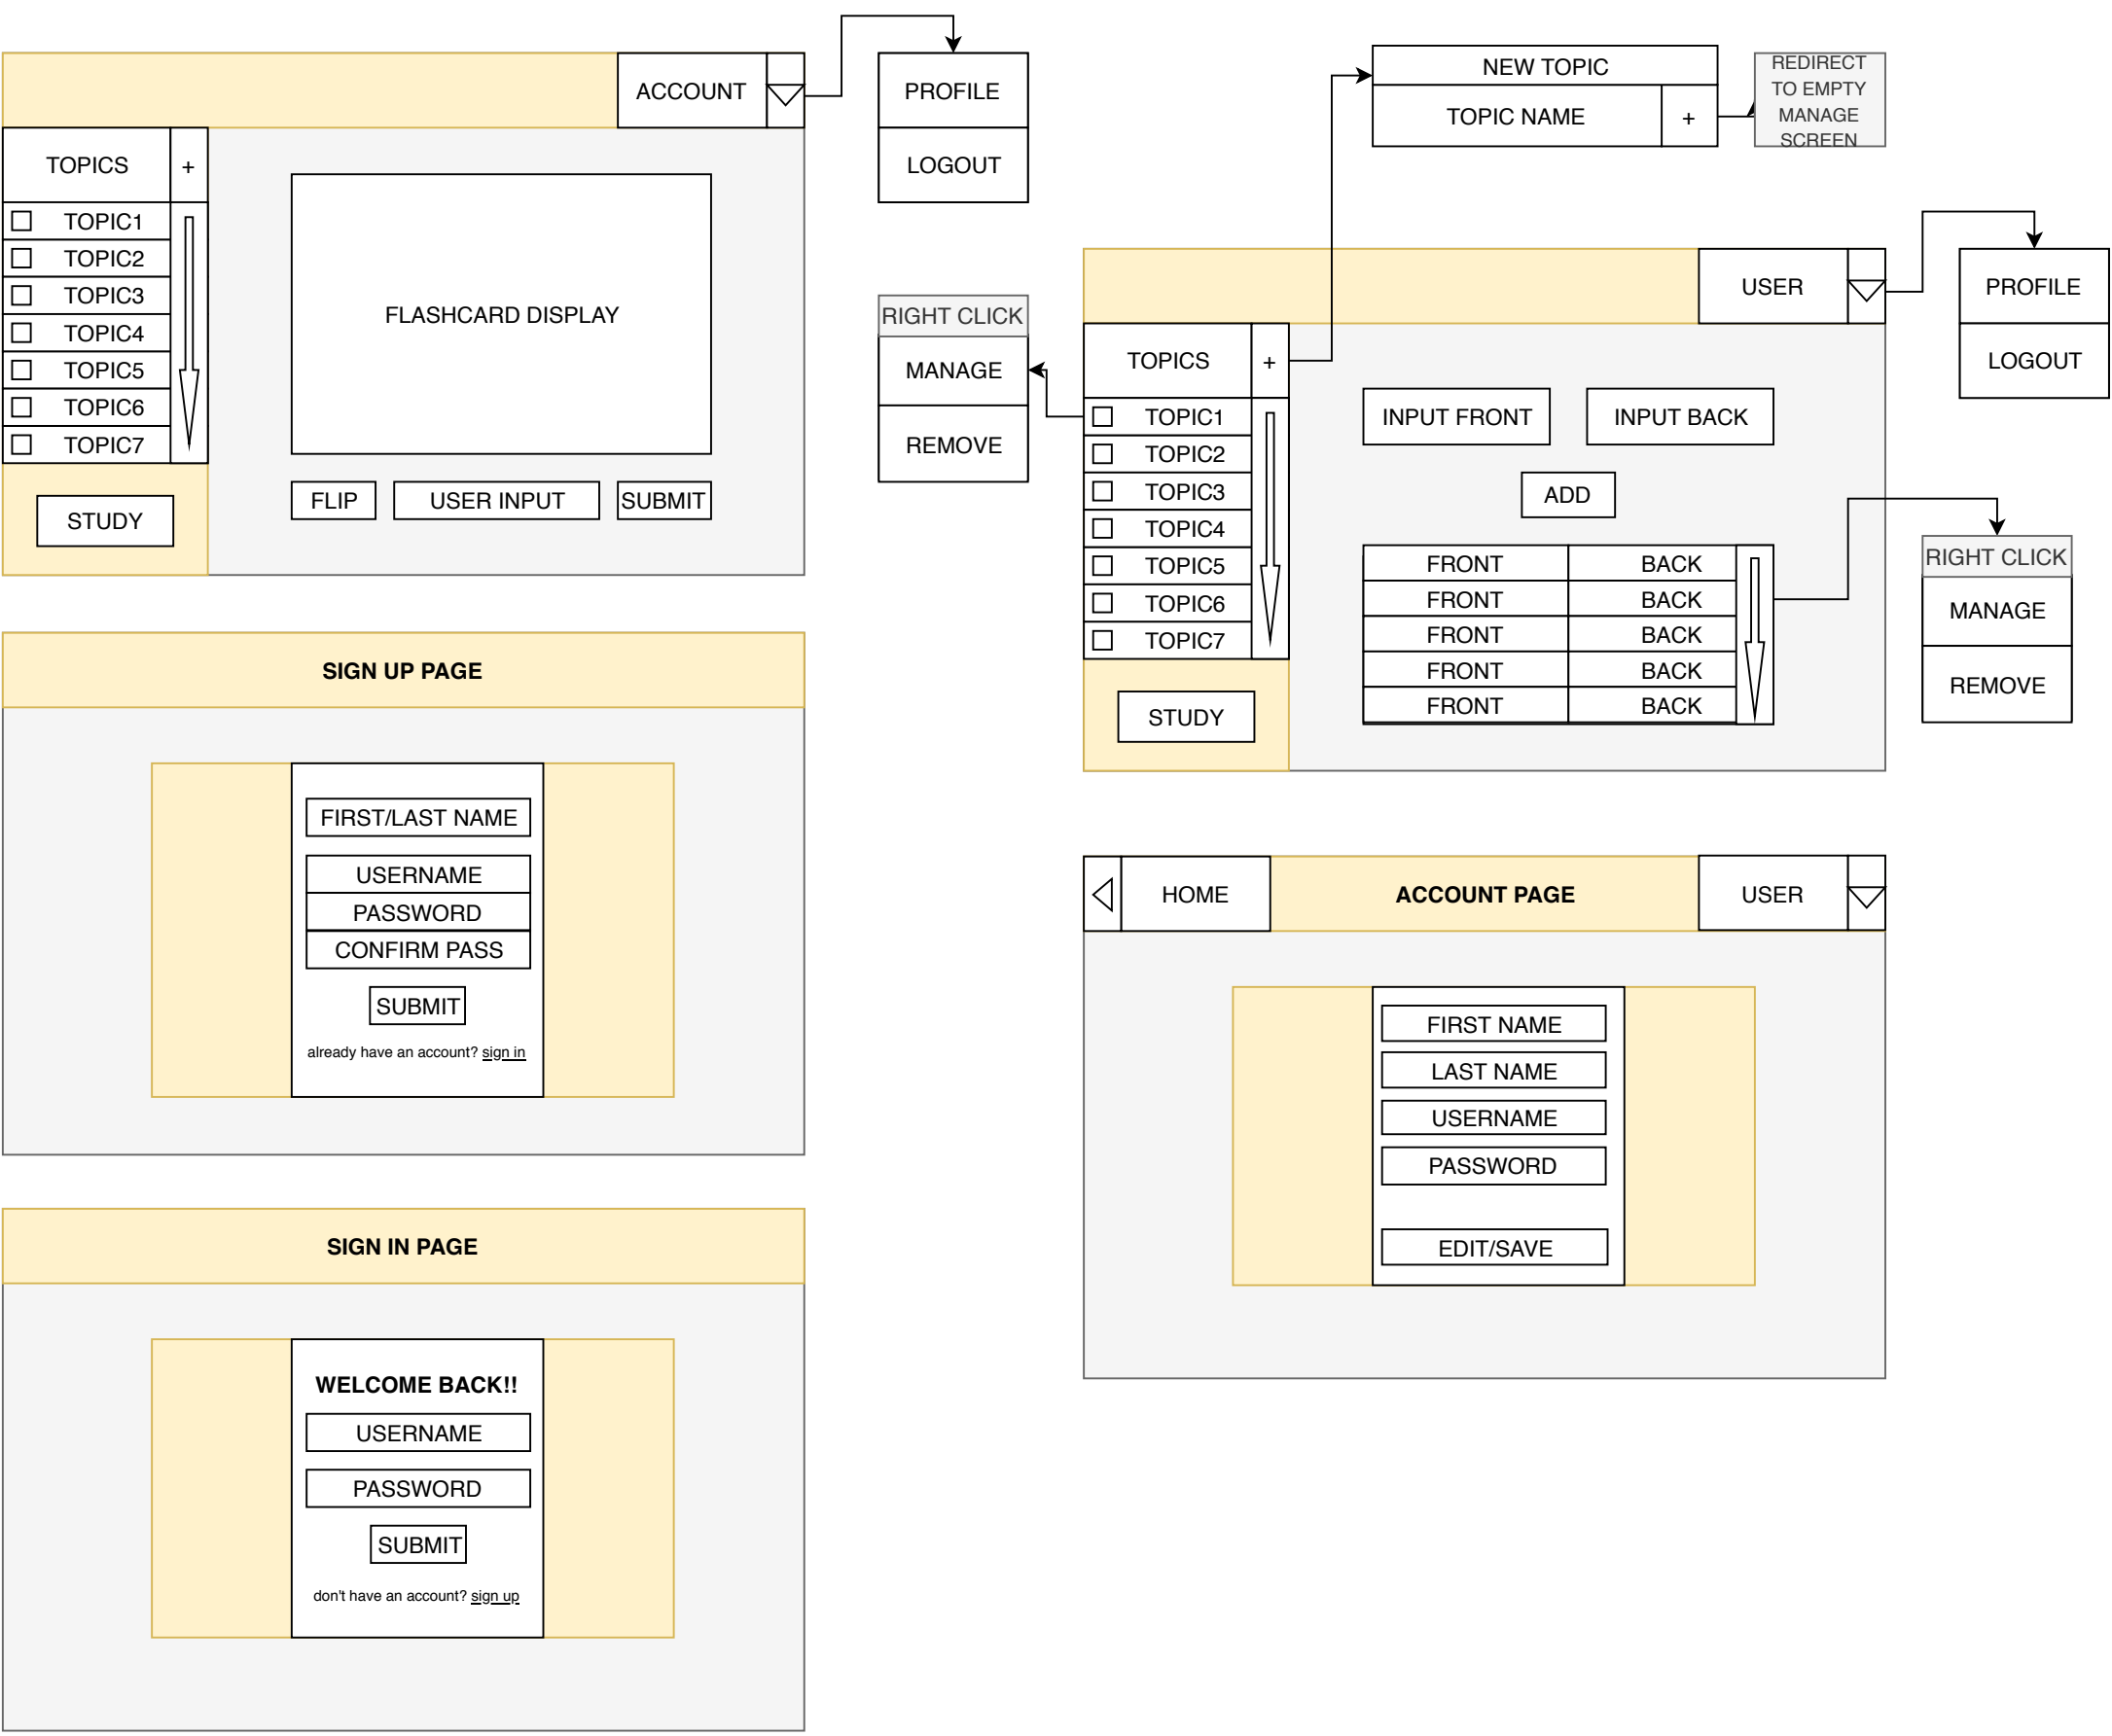 ACCOUNT
PROFILE
LOGOUT
TOPICS
+
TOPIC1
TOPIC2
TOPIC3
TOPIC4
TOPIC5
TOPIC6
TOPIC7
STUDY
FLASHCARD DISPLAY
FLIP
USER INPUT
SUBMIT
NEW TOPIC
TOPIC NAME
+
REDIRECT
TO EMPTY
MANAGE
SCREEN
USER
PROFILE
LOGOUT
RIGHT CLICK
MANAGE
REMOVE
TOPICS
+
TOPIC1
TOPIC2
TOPIC3
TOPIC4
TOPIC5
TOPIC6
TOPIC7
STUDY
INPUT FRONT
INPUT BACK
ADD
FRONT BACK
FRONT BACK
FRONT BACK
FRONT BACK
FRONT BACK
RIGHT CLICK
MANAGE
REMOVE
SIGN UP PAGE
FIRST/LAST NAME
USERNAME
PASSWORD
CONFIRM PASS
SUBMIT
already have an account? sign in
HOME
ACCOUNT PAGE
USER
FIRST NAME
LAST NAME
USERNAME
PASSWORD
EDIT/SAVE
SIGN IN PAGE
WELCOME BACK!!
USERNAME
PASSWORD
SUBMIT
don't have an account? sign up